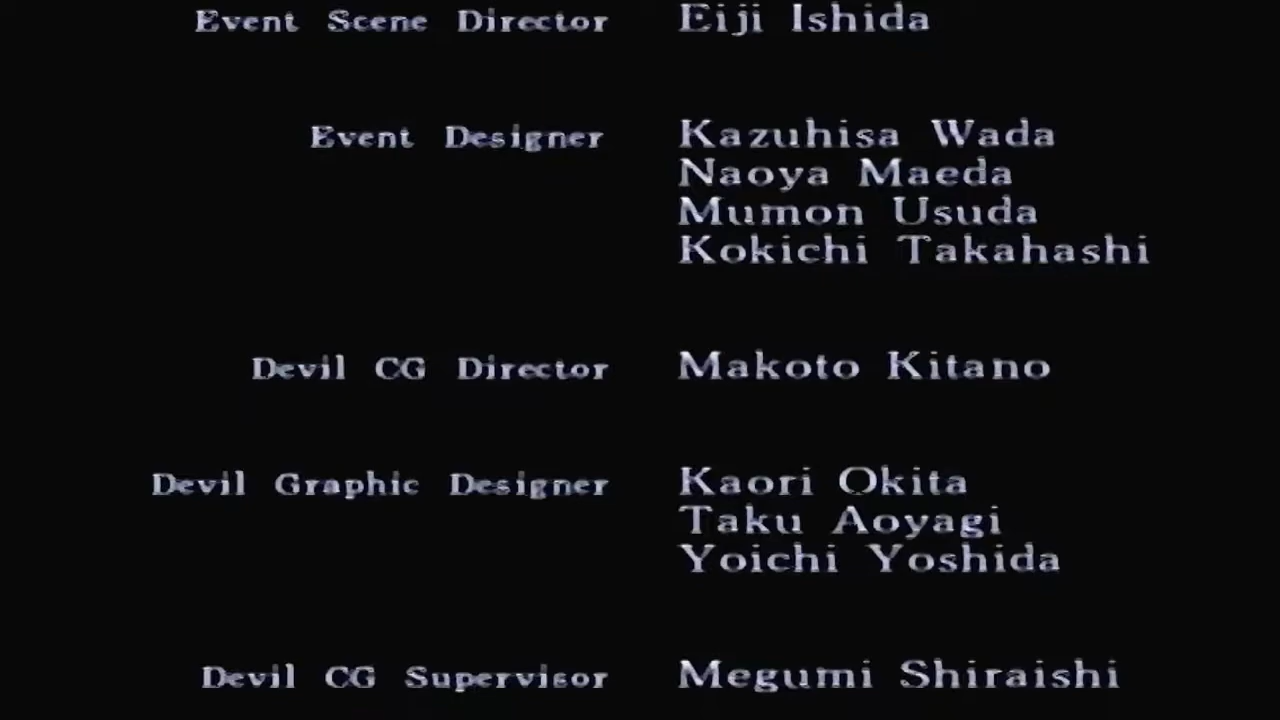 Event Scene Director Eiji Ishida
Event Designer Kazuhisa Wada
Naoya Maeda
Mumon Usuda
Kokichi Takahashi
Devil CG Director Makoto Kitano
Devil Graphic Designer Kaori Okita
Taku Aoyagi
Yoichi Yoshida
Devil CG Supervisor Megumi Shiraishi